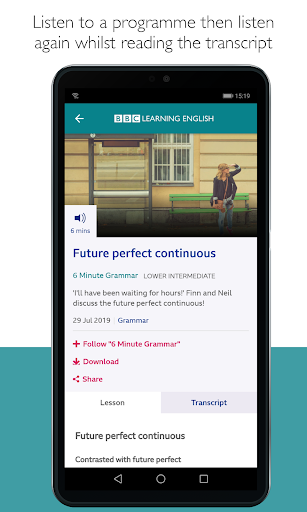 Listen to a programme then listen
again whilst reading the transcript
15:19
BBC LEARNING ENGLISH
6 mins
Future perfect continuous
6 Minute Grammar LOWER INTERMEDIATE
'I'll have been waiting for hours!' Finn and Neil
discuss the future perfect continuous!
29 Jul 2019 Grammar
Follow "6 Minute Grammar"
Download
Share
Lesson Transcript
Future perfect continuous
Contrasted with future perfect